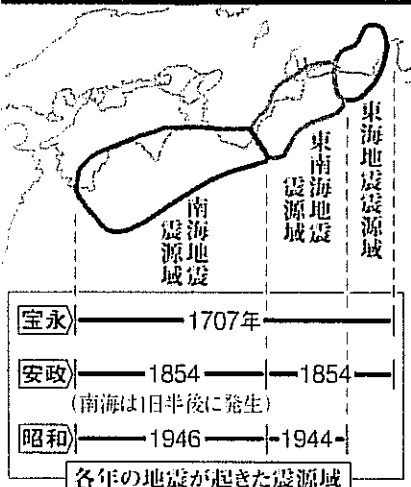 東海地震震源域
東南海地震
震源域
南海地震
震源域
宝永 1707年
安政 1854 1854
(南海は1日半後に発生)
昭和 1946 1944
各年の地震が起きた震源域